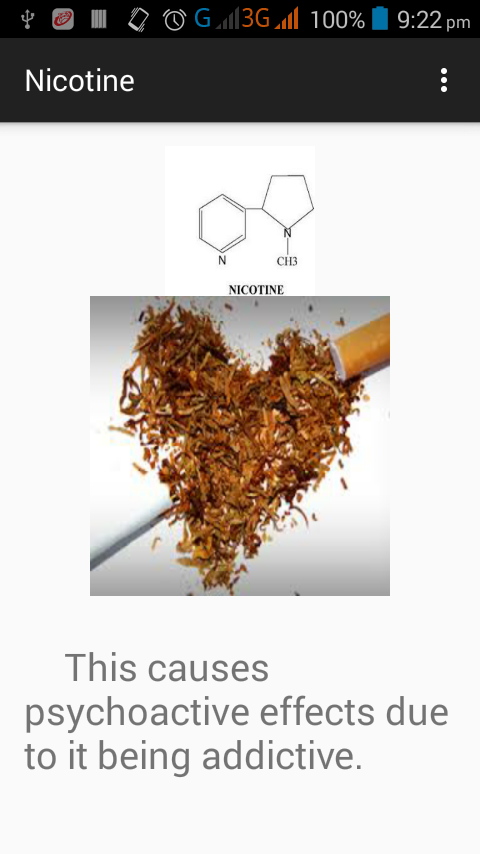 G 3G 100% 9:22 pm
Nicotine
N
N
CH3
NICOTINE
This causes
psychoactive effects due
to it being addictive.